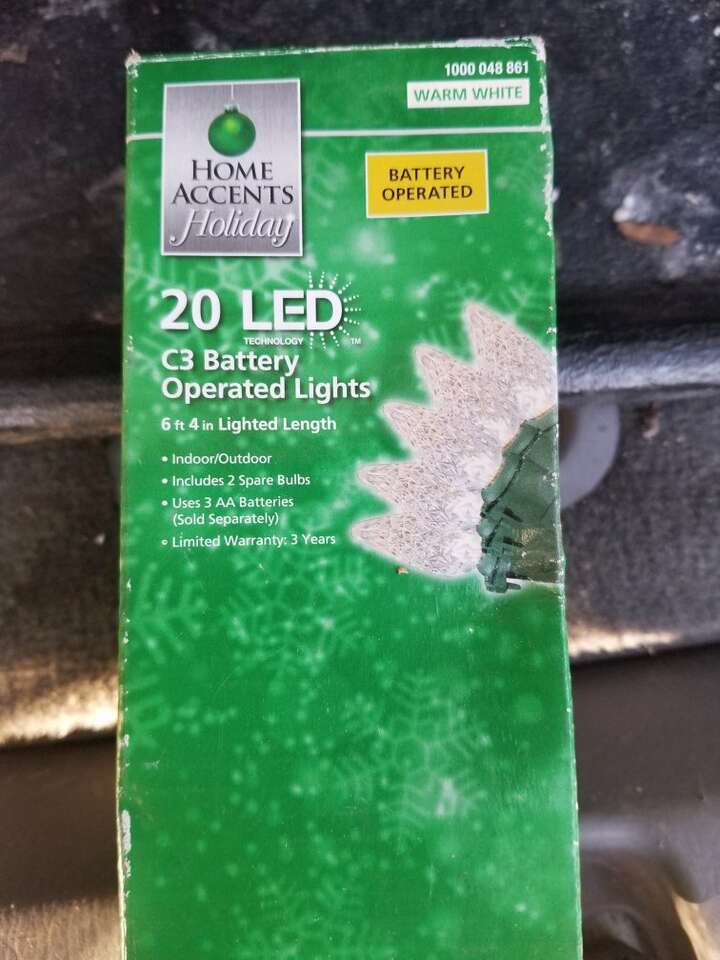 1000 048 861
WARM WHITE
HOME
ACCENTS
Holiday
BATTERY
OPERATED
20 LED
TECHNOLOGY TM
C3 Battery
Operated Lights
6 ft 4 in Lighted Length
• Indoor/Outdoor
• Includes 2 Spare Bulbs
• Uses 3 AA Batteries
(Sold Separately)
• Limited Warranty: 3 Years